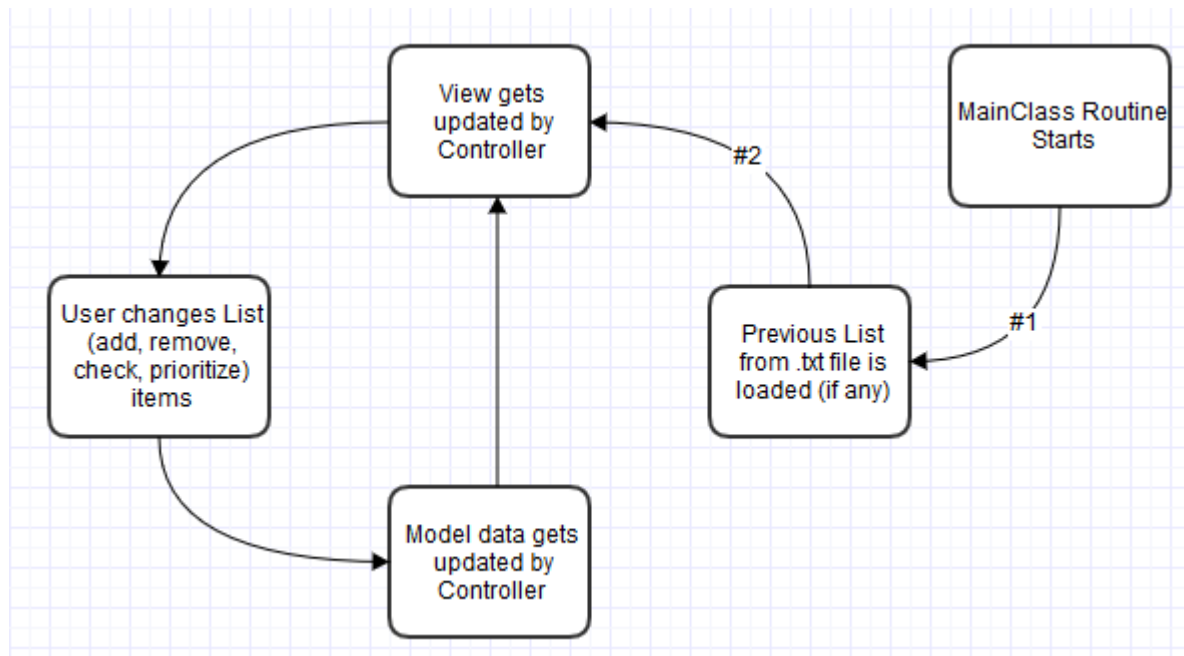 View gets
updated by
Controller
MainClass Routine
Starts
#2
User changes List
(add, remove,
check, prioritize)
items
Previous List
from .txt file is
loaded (if any)
#1
Model data gets
updated by
Controller